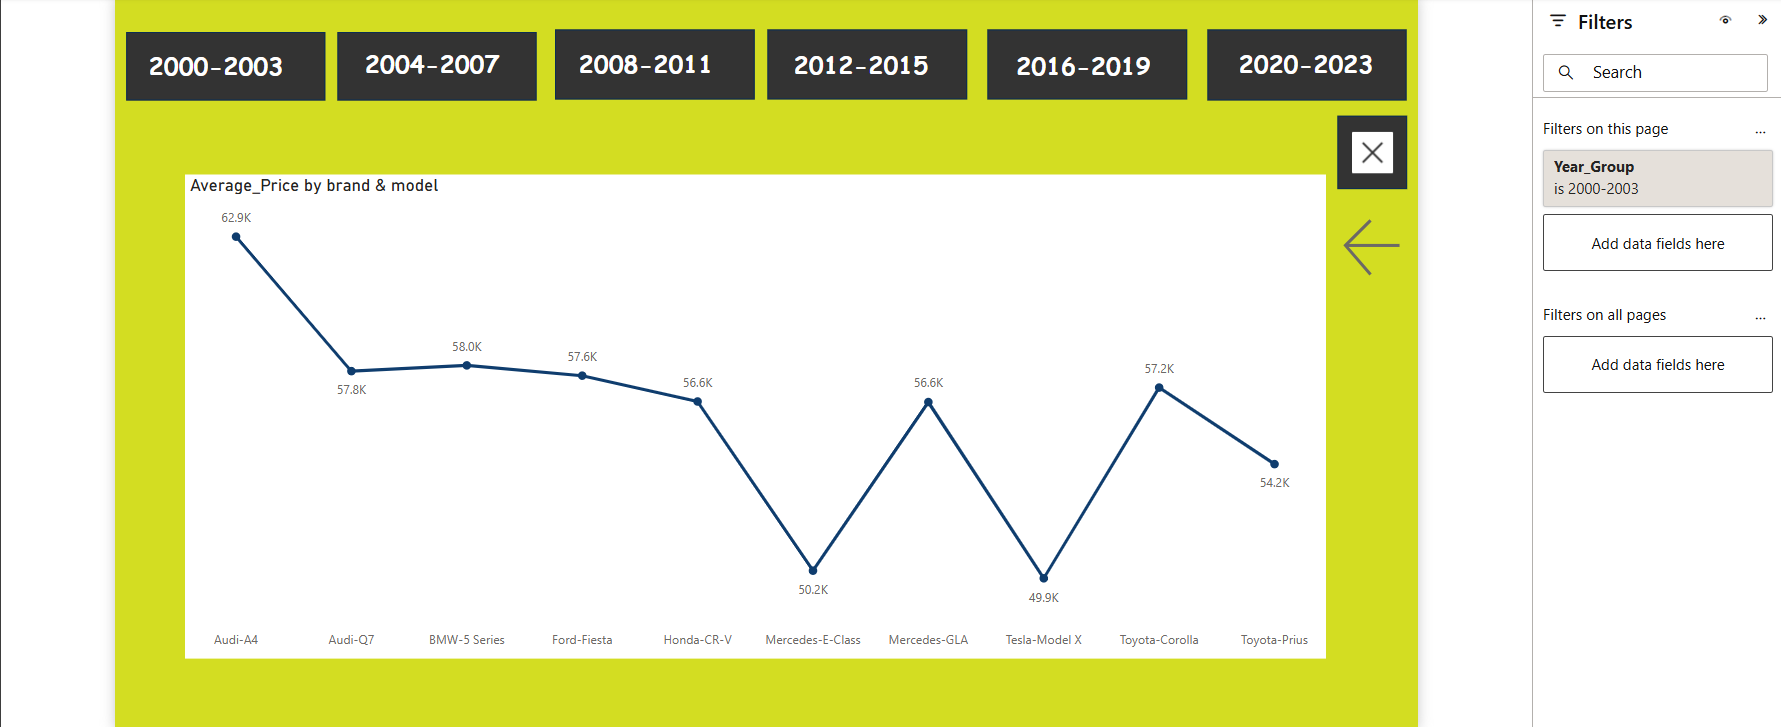 2000-2003
2004-2007
2008-2011
2012-2015
2016-2019
2020-2023
Average_Price by brand & model
62.9K
57.8K
58.0K
57.6K
56.6K
50.2K
56.6K
49.9K
57.2K
54.2K
Audi-A4
Audi-Q7
BMW-5 Series
Ford-Fiesta
Honda-CR-V
Mercedes-E-Class
Mercedes-GLA
Tesla-Model X
Toyota-Corolla
Toyota-Prius
Filters
Search
Filters on this page
...
Year_Group
is 2000-2003
Add data fields here
Filters on all pages
...
Add data fields here